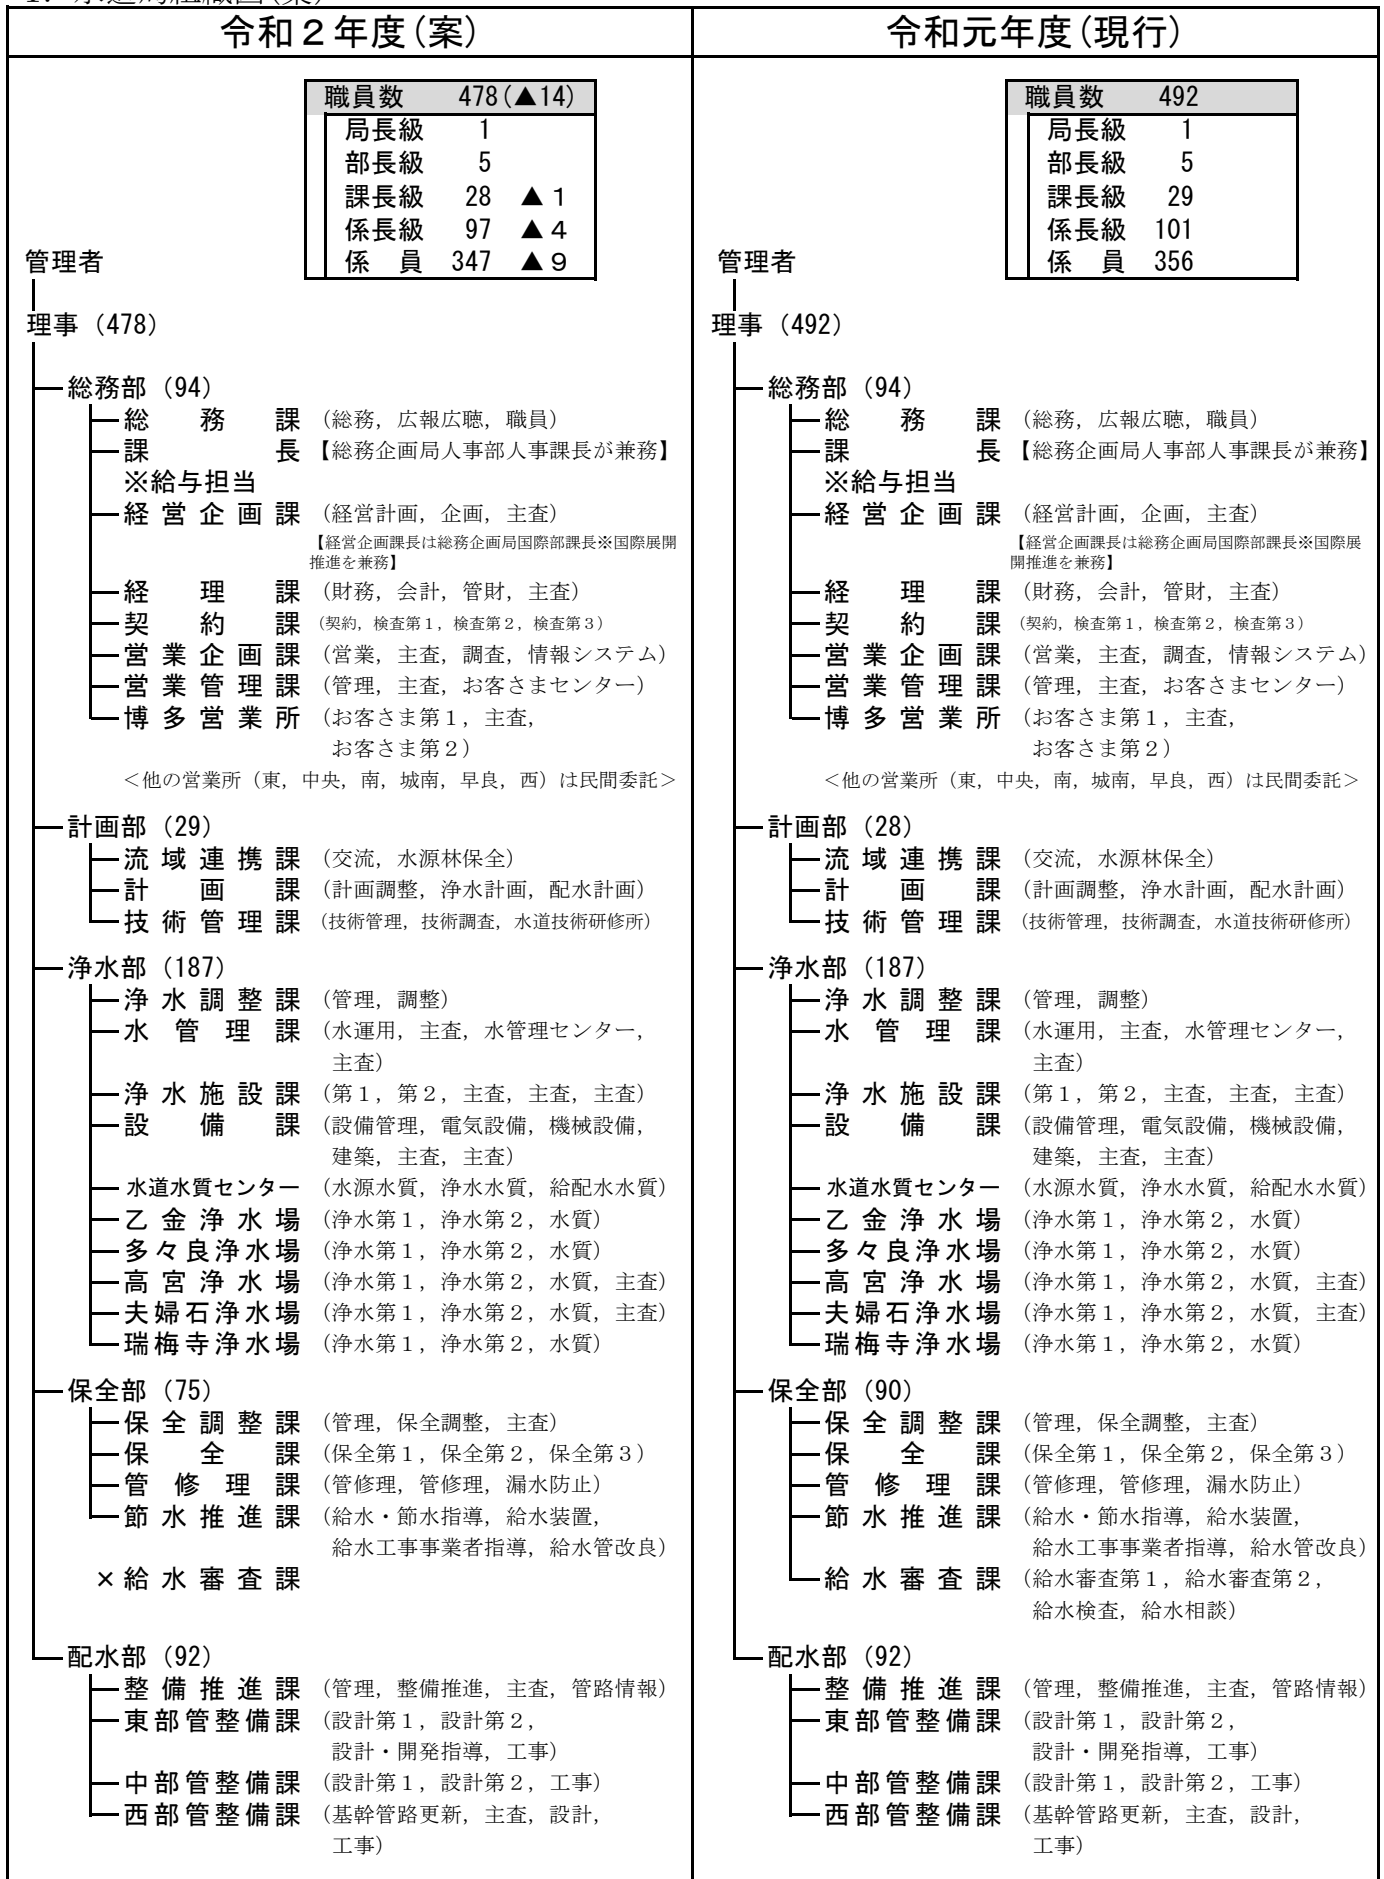 1．水道局組織図(案)
令和２年度(案)
職員数 478(▲14)
局長級 1
部長級 5
課長級 28 ▲１
係長級 97 ▲４
係　員 347 ▲９
管理者
理事（478）
総務部（94）
総務課（総務，広報広聴，職員）
課長【総務企画局人事部人事課長が兼務】
※給与担当
経営企画課（経営計画，企画，主査）
【経営企画課長は総務企画局国際部課長※国際展開
推進を兼務】
経理課（財務，会計，管財，主査）
契約課（契約，検査第１，検査第２，検査第３）
営業企画課（営業，主査，調査，情報システム）
営業管理課（管理，主査，お客さまセンター）
博多営業所（お客さま第１，主査，
お客さま第２）
＜他の営業所（東，中央，南，城南，早良，西）は民間委託＞
計画部（29）
流域連携課（交流，水源林保全）
計画課（計画調整，浄水計画，配水計画）
技術管理課（技術管理，技術調査，水道技術研修所）
浄水部（187）
浄水調整課（管理，調整）
水管理課（水運用，主査，水管理センター，
主査）
浄水施設課（第１，第２，主査，主査，主査）
設備課（設備管理，電気設備，機械設備，
建築，主査，主査）
水道水質センター（水源水質，浄水水質，給配水水質）
乙金浄水場（浄水第１，浄水第２，水質）
多々良浄水場（浄水第１，浄水第２，水質）
高宮浄水場（浄水第１，浄水第２，水質，主査）
夫婦石浄水場（浄水第１，浄水第２，水質，主査）
瑞梅寺浄水場（浄水第１，浄水第２，水質）
保全部（75）
保全調整課（管理，保全調整，主査）
保全課（保全第１，保全第２，保全第３）
管修理課（管修理，管修理，漏水防止）
節水推進課（給水・節水指導，給水装置，
給水工事事業者指導，給水管改良）
×給水審査課
配水部（92）
整備推進課（管理，整備推進，主査，管路情報）
東部管整備課（設計第１，設計第２，
設計・開発指導，工事）
中部管整備課（設計第１，設計第２，工事）
西部管整備課（基幹管路更新，主査，設計，
工事）
令和元年度(現行)
職員数 492
局長級 1
部長級 5
課長級 29
係長級 101
係　員 356
管理者
理事（492）
総務部（94）
総務課（総務，広報広聴，職員）
課長【総務企画局人事部人事課長が兼務】
※給与担当
経営企画課（経営計画，企画，主査）
【経営企画課長は総務企画局国際部課長※国際展
開推進を兼務】
経理課（財務，会計，管財，主査）
契約課（契約，検査第１，検査第２，検査第３）
営業企画課（営業，主査，調査，情報システム）
営業管理課（管理，主査，お客さまセンター）
博多営業所（お客さま第１，主査，
お客さま第２）
＜他の営業所（東，中央，南，城南，早良，西）は民間委託＞
計画部（28）
流域連携課（交流，水源林保全）
計画課（計画調整，浄水計画，配水計画）
技術管理課（技術管理，技術調査，水道技術研修所）
浄水部（187）
浄水調整課（管理，調整）
水管理課（水運用，主査，水管理センター，
主査）
浄水施設課（第１，第２，主査，主査，主査）
設備課（設備管理，電気設備，機械設備，
建築，主査，主査）
水道水質センター（水源水質，浄水水質，給配水水質）
乙金浄水場（浄水第１，浄水第２，水質）
多々良浄水場（浄水第１，浄水第２，水質）
高宮浄水場（浄水第１，浄水第２，水質，主査）
夫婦石浄水場（浄水第１，浄水第２，水質，主査）
瑞梅寺浄水場（浄水第１，浄水第２，水質）
保全部（90）
保全調整課（管理，保全調整，主査）
保全課（保全第１，保全第２，保全第３）
管修理課（管修理，管修理，漏水防止）
節水推進課（給水・節水指導，給水装置，
給水工事事業者指導，給水管改良）
給水審査課（給水審査第１，給水審査第２，
給水検査，給水相談）
配水部（92）
整備推進課（管理，整備推進，主査，管路情報）
東部管整備課（設計第１，設計第２，
設計・開発指導，工事）
中部管整備課（設計第１，設計第２，工事）
西部管整備課（基幹管路更新，主査，設計，
工事）